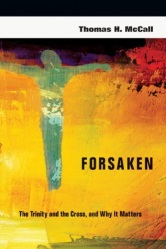 Thomas H. McCall
FORSAKEN
The Trinity and the Cross, and Why It Matters